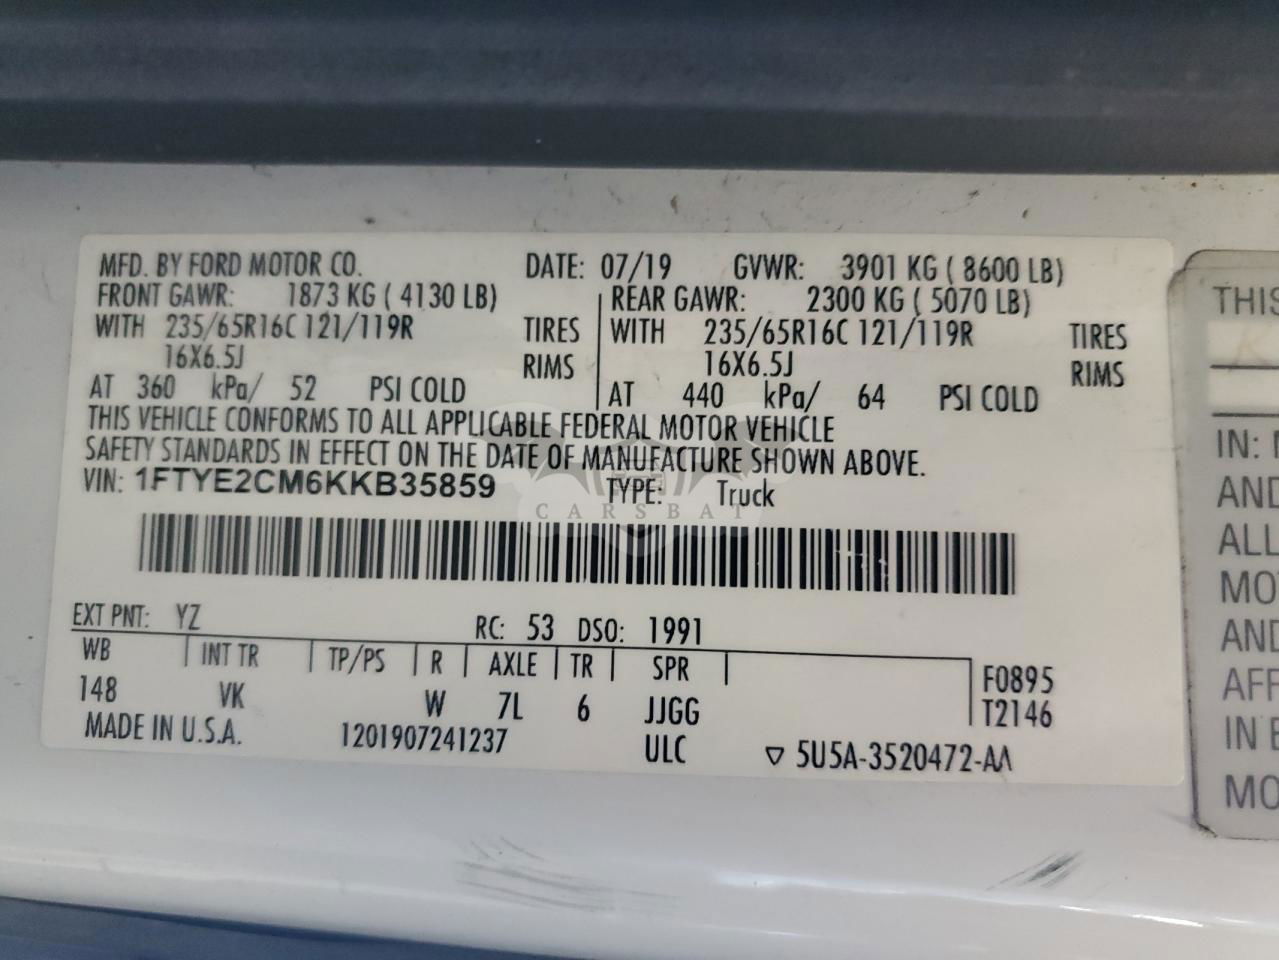 MFD. BY FORD MOTOR CO. DATE: 07/19 GVWR: 3901 KG ( 8600 LB)
FRONT GAWR: 1873 KG ( 4130 LB) REAR GAWR: 2300 KG ( 5070 LB)
WITH 235/65R16C 121/119R TIRES WITH 235/65R16C 121/119R TIRES
16X6.5J RIMS 16X6.5J RIMS
AT 360 kPa/ 52 PSI COLD AT 440 kPa/ 64 PSI COLD
THIS VEHICLE CONFORMS TO ALL APPLICABLE FEDERAL MOTOR VEHICLE
SAFETY STANDARDS IN EFFECT ON THE DATE OF MANUFACTURE SHOWN ABOVE.
VIN: 1FTYE2CM6KKB35859 TYPE: Truck
CARSBAT
EXT PNT: YZ RC: 53 DSO: 1991
WB INT TR TP/PS R AXLE TR SPR F0895
148 VK W 7L 6 JJGG T2146
MADE IN U.S.A. 1201907241237 ULC ▽ 5U5A-3520472-AA
THIS
IN:
AND
ALL
MO
AND
AFF
IN
MO